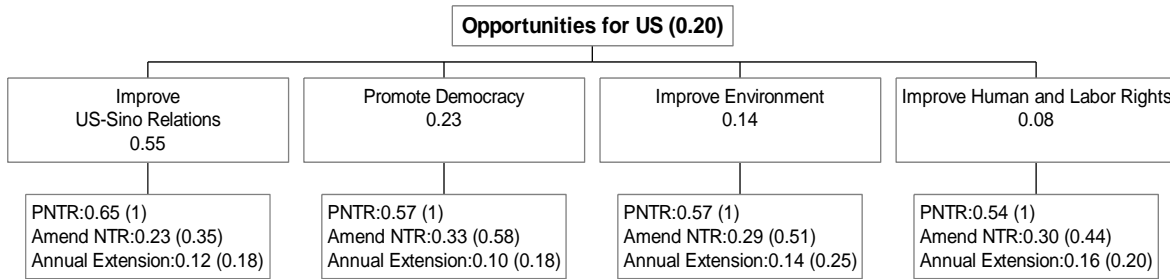 Opportunities for US (0.20)
Improve
US-Sino Relations
0.55
Promote Democracy
0.23
Improve Environment
0.14
Improve Human and Labor Rights
0.08
PNTR:0.65 (1)
Amend NTR:0.23 (0.35)
Annual Extension:0.12 (0.18)
PNTR:0.57 (1)
Amend NTR:0.33 (0.58)
Annual Extension:0.10 (0.18)
PNTR:0.57 (1)
Amend NTR:0.29 (0.51)
Annual Extension:0.14 (0.25)
PNTR:0.54 (1)
Amend NTR:0.30 (0.44)
Annual Extension:0.16 (0.20)